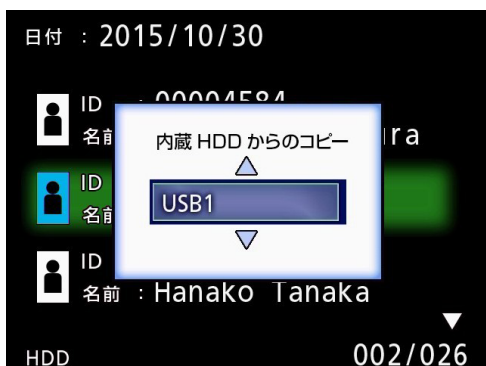 日付 : 2015/10/30
ID
名前 ra
内蔵 HDD からのコピー
USB1
ID
名前
ID
名前 : Hanako Tanaka
HDD 002/026